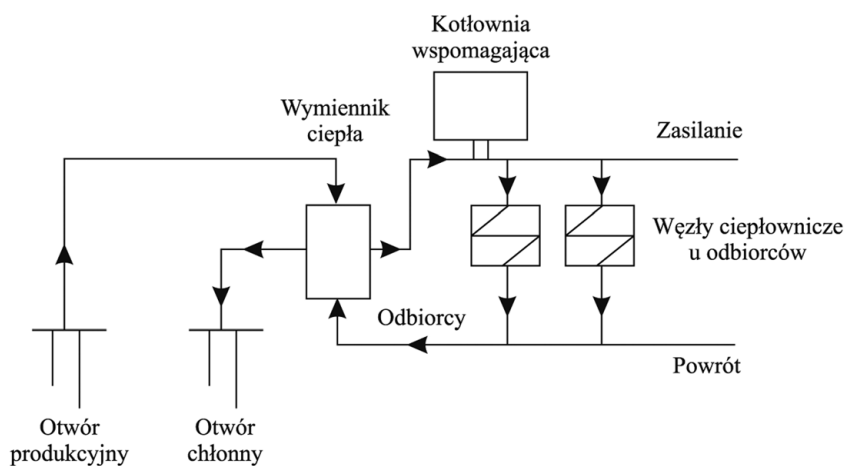 Kotłownia
wspomagająca
Wymiennik
ciepła
Zasilanie
Węzły ciepłownicze
u odbiorców
Odbiorcy
Powrót
Otwór
produkcyjny
Otwór
chłonny